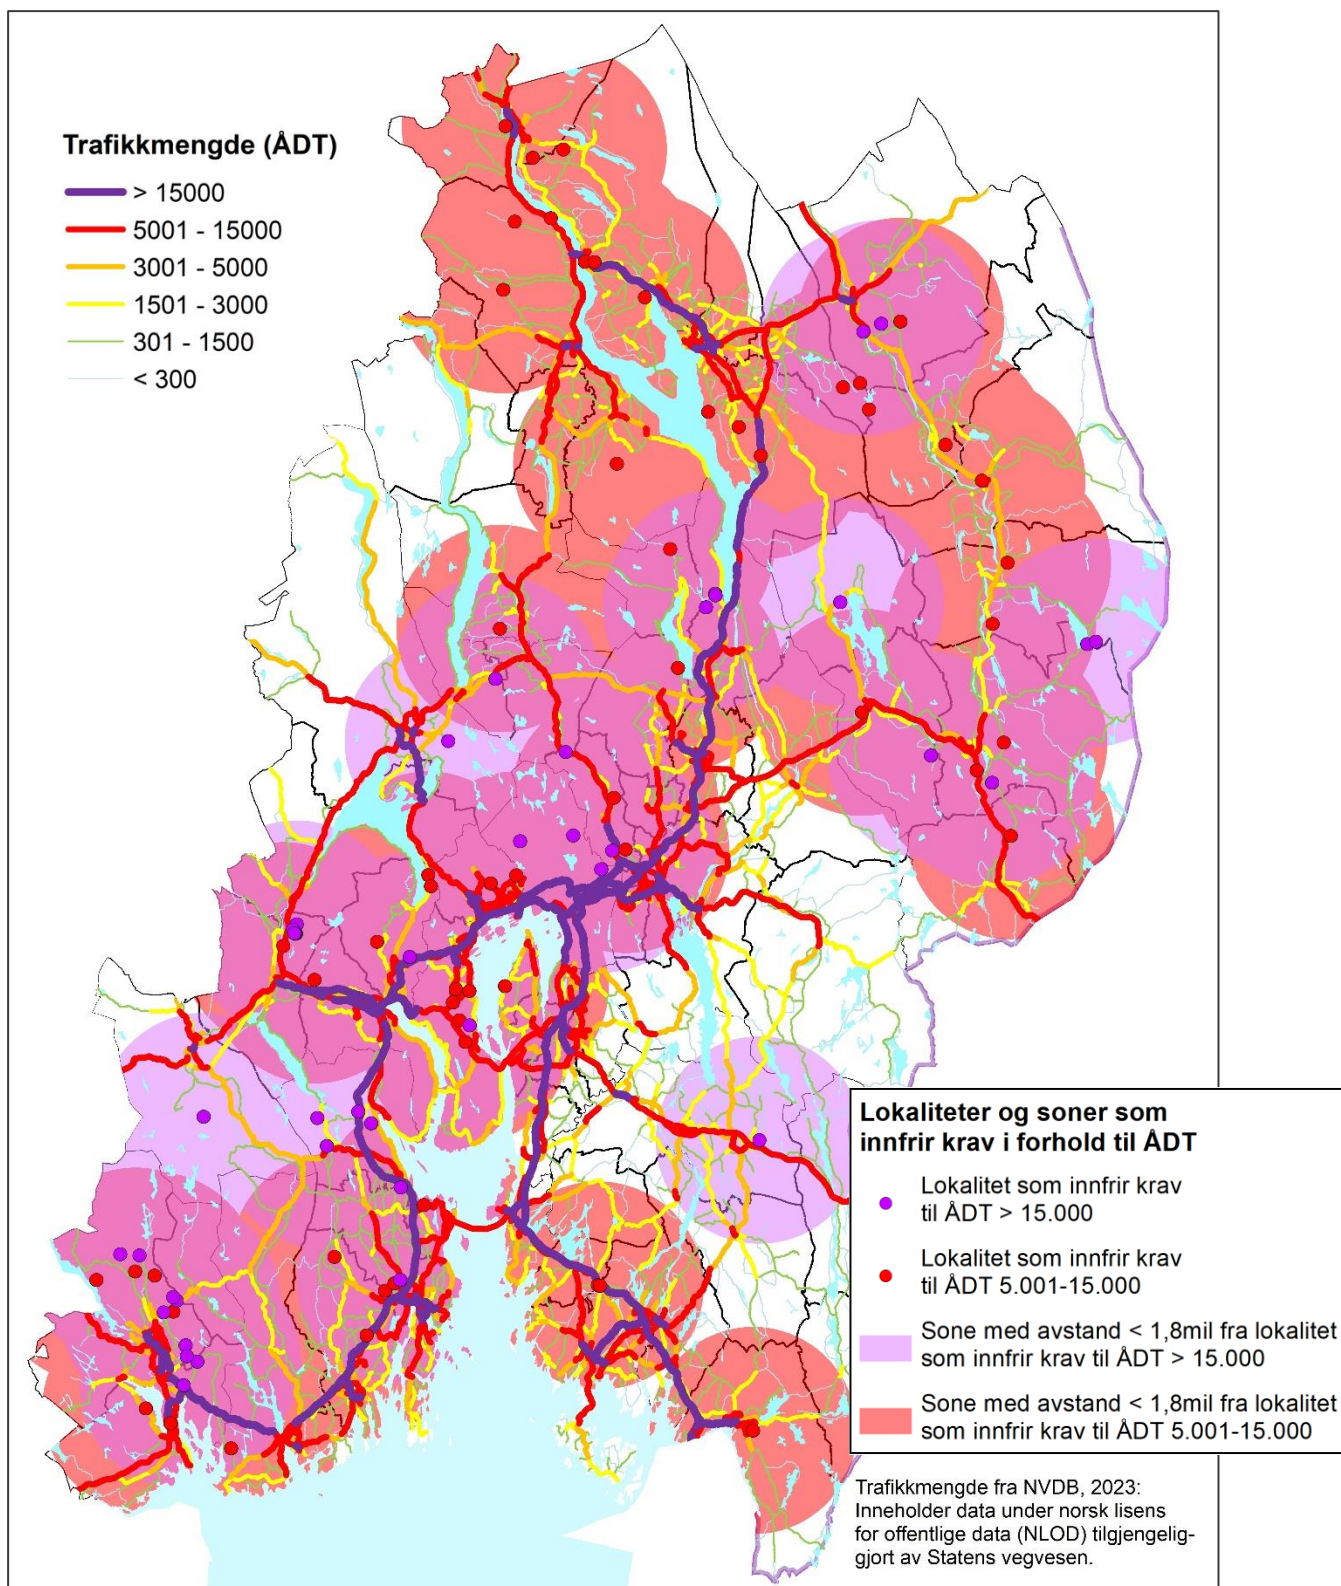 Trafikkmengde (ÅDT)
> 15000
5001 - 15000
3001 - 5000
1501 - 3000
301 - 1500
< 300
Lokaliteter og soner som
innfrir krav i forhold til ÅDT
Lokalitet som innfrir krav
til ÅDT > 15.000
Lokalitet som innfrir krav
til ÅDT 5.001-15.000
Sone med avstand < 1,8mil fra lokalitet
som innfrir krav til ÅDT > 15.000
Sone med avstand < 1,8mil fra lokalitet
som innfrir krav til ÅDT 5.001-15.000
Trafikkmengde fra NVDB, 2023:
Inneholder data under norsk lisens
for offentlige data (NLOD) tilgjengelig-
gjort av Statens vegvesen.